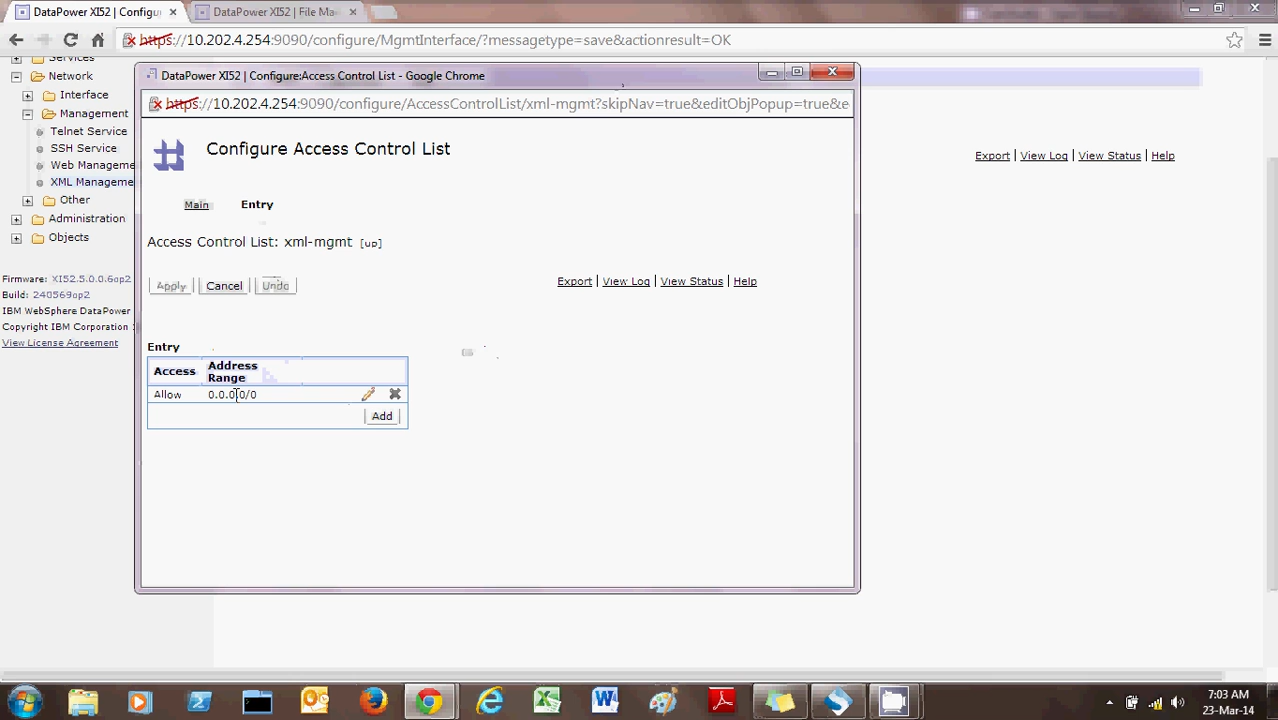 DataPower XI52 | Configur
DataPower XI52 | File Ma
https://10.202.4.254:9090/configure/MgmtInterface/?messagetype=save&actionresult=OK
Services
Network
Interface
Management
Telnet Service
SSH Service
Web Manageme
XML Manageme
Other
Administration
Objects
Firmware: XI52.5.0.0.6ap2
Build: 240569ap2
IBM WebSphere DataPower
Copyright IBM Corporation
View License Agreement
Export | View Log | View Status | Help
DataPower XI52 | Configure:Access Control List - Google Chrome
https://10.202.4.254:9090/configure/AccessControlList/xml-mgmt?skipNav=true&editObjPopup=true&e
Configure Access Control List
Main Entry
Access Control List: xml-mgmt [up]
Apply Cancel Undo
Export | View Log | View Status | Help
Entry
Access Address Range
Allow 0.0.0.0/0
Add
7:03 AM
23-Mar-14